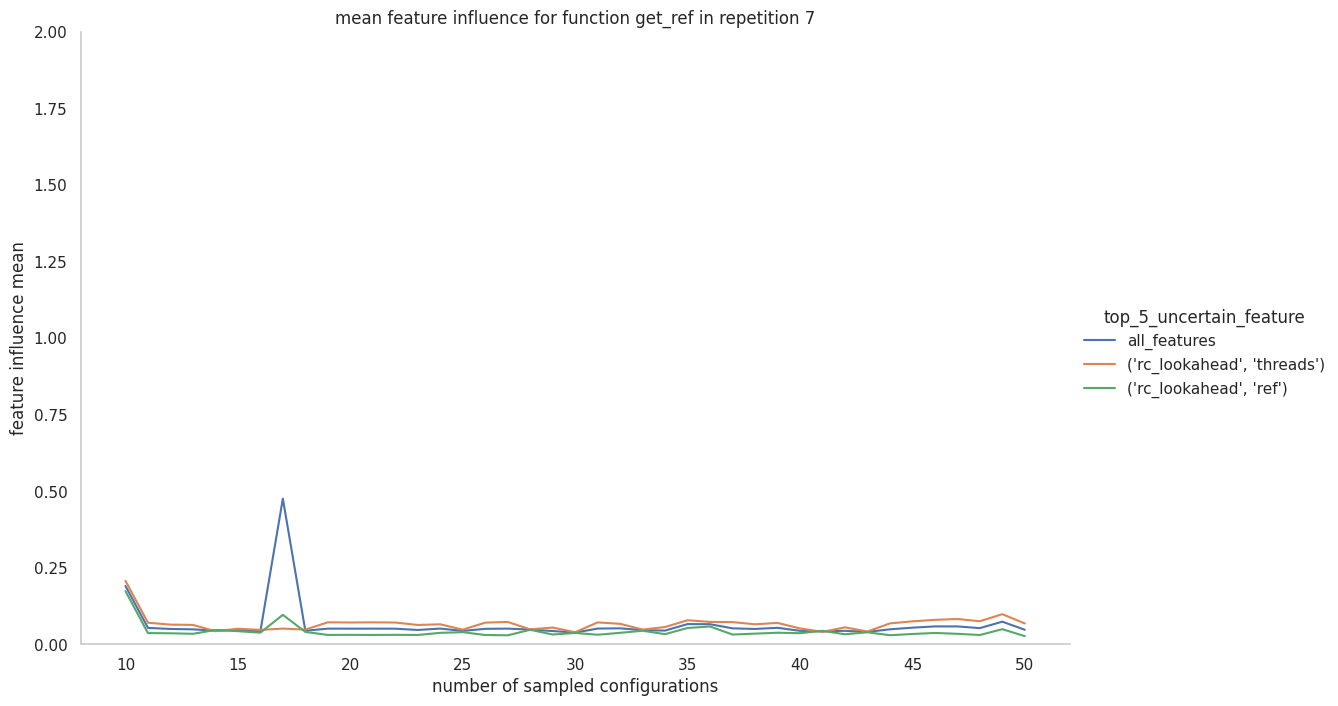 mean feature influence for function get_ref in repetition 7
2.00
1.75
1.50
1.25
1.00
0.75
0.50
0.25
0.00
feature influence mean
10 15 20 25 30 35 40 45 50
number of sampled configurations
top_5_uncertain_feature
all_features
('rc_lookahead', 'threads')
('rc_lookahead', 'ref')